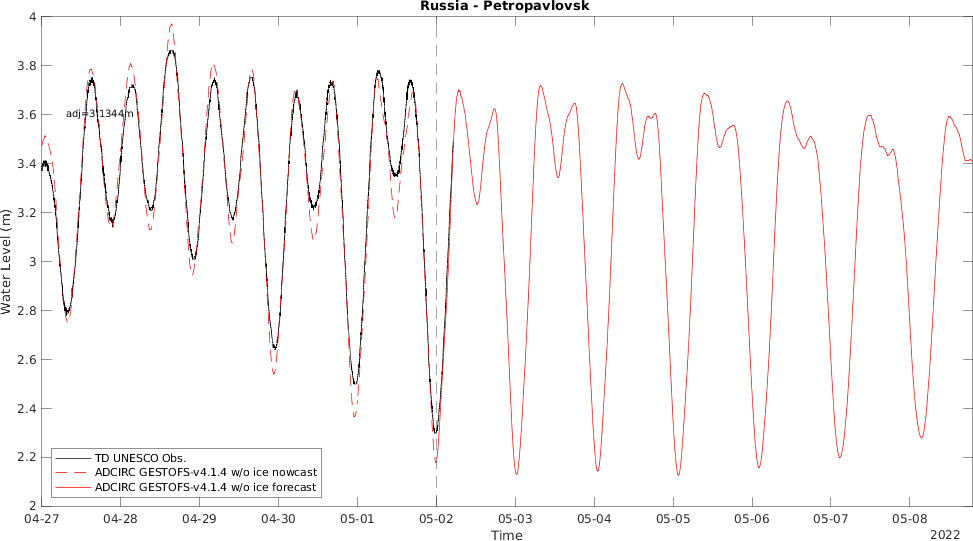 Russia - Petropavlovsk
4
3.8
3.6
3.4
3.2
3
2.8
2.6
2.4
2.2
2
Water Level (m)
adj=3.1344m
TD UNESCO Obs.
ADCIRC GESTOFS-v4.1.4 w/o ice nowcast
ADCIRC GESTOFS-v4.1.4 w/o ice forecast
04-27 04-28 04-29 04-30 05-01 05-02 05-03 05-04 05-05 05-06 05-07 05-08
Time
2022